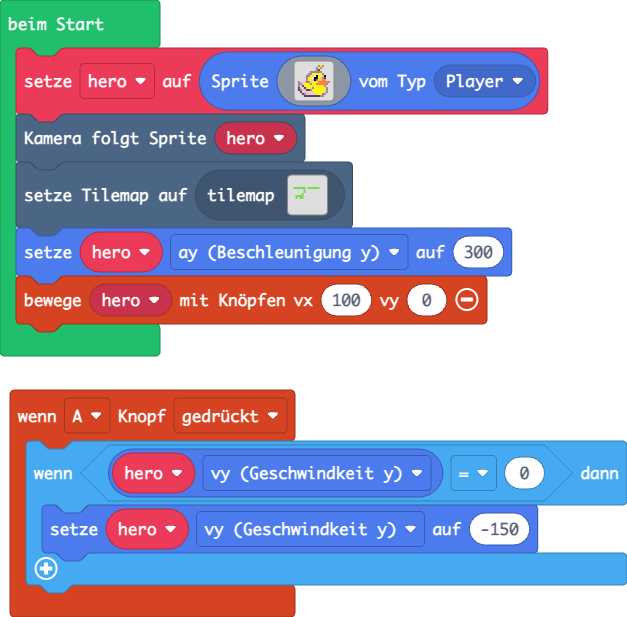 beim Start
setze hero auf Sprite vom Typ Player
Kamera folgt Sprite hero
setze Tilemap auf tilemap
setze hero ay (Beschleunigung y) auf 300
bewege hero mit Knöpfen vx 100 vy 0
wenn A Knopf gedrückt
wenn hero vy (Geschwindkeit y) = 0 dann
setze hero vy (Geschwindkeit y) auf -150